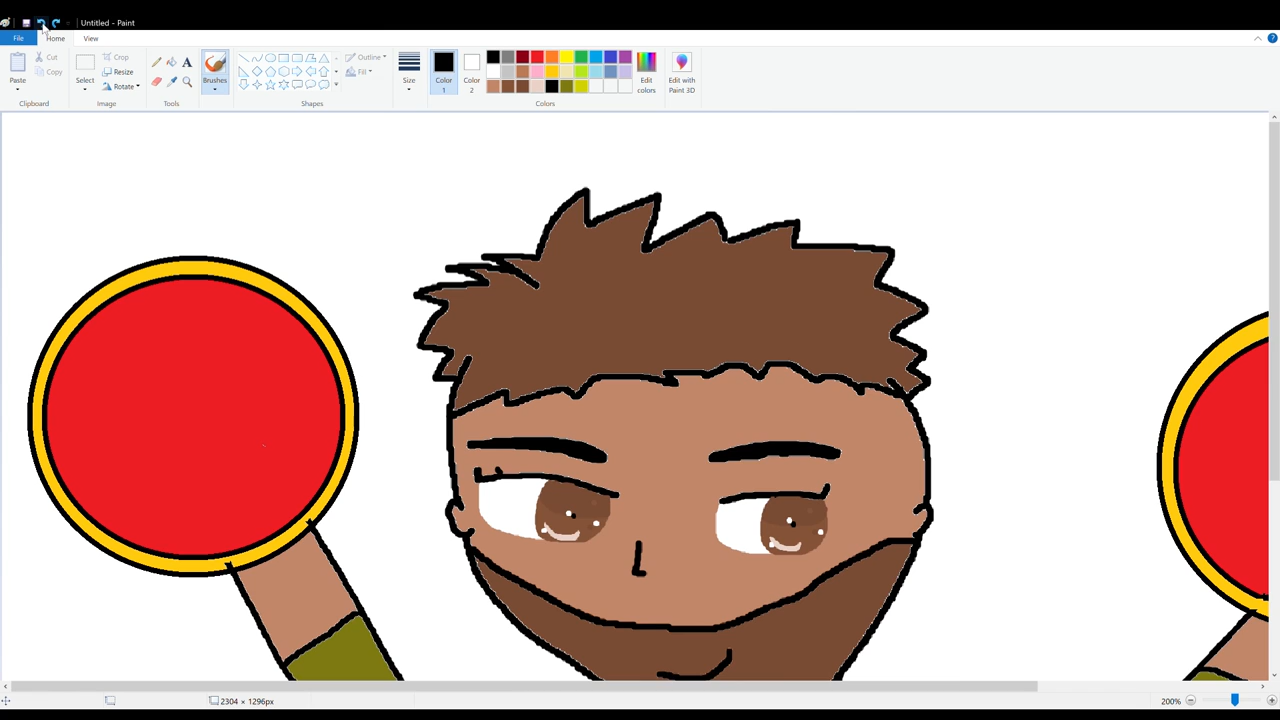 Untitled - Paint
File Home View
Cut
Copy
Paste
Clipboard
Crop
Resize
Rotate
Select
Image
A
Tools
Brushes
Outline
Fill
Shapes
Size
Color 1
Color 2
Edit colors
Colors
Edit with Paint 3D
2304 × 1296px
200%